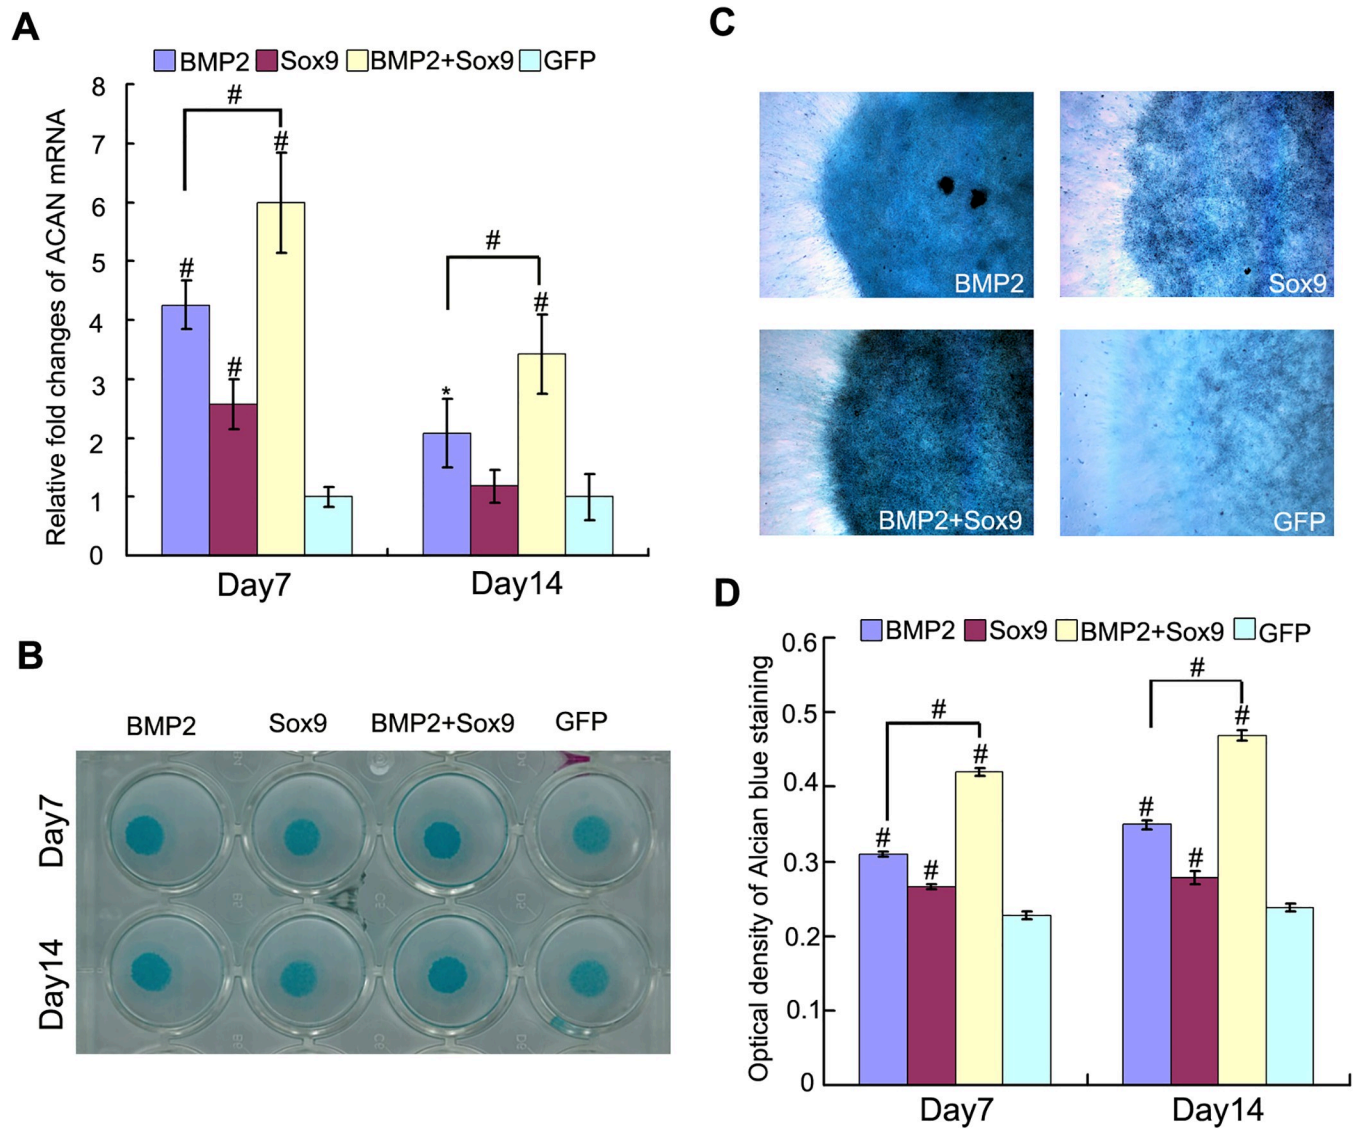 A
BMP2 Sox9 BMP2+Sox9 GFP
Relative fold changes of ACAN mRNA
8
7
6
5
4
3
2
1
0
#
#
#
#
#
#
*
Day7 Day14
B
BMP2 Sox9 BMP2+Sox9 GFP
Day7
Day14
C
BMP2
Sox9
BMP2+Sox9
GFP
D
BMP2 Sox9 BMP2+Sox9 GFP
Optical density of Alcian blue staining
0.6
0.5
0.4
0.3
0.2
0.1
0
#
#
#
#
#
#
#
#
Day7 Day14